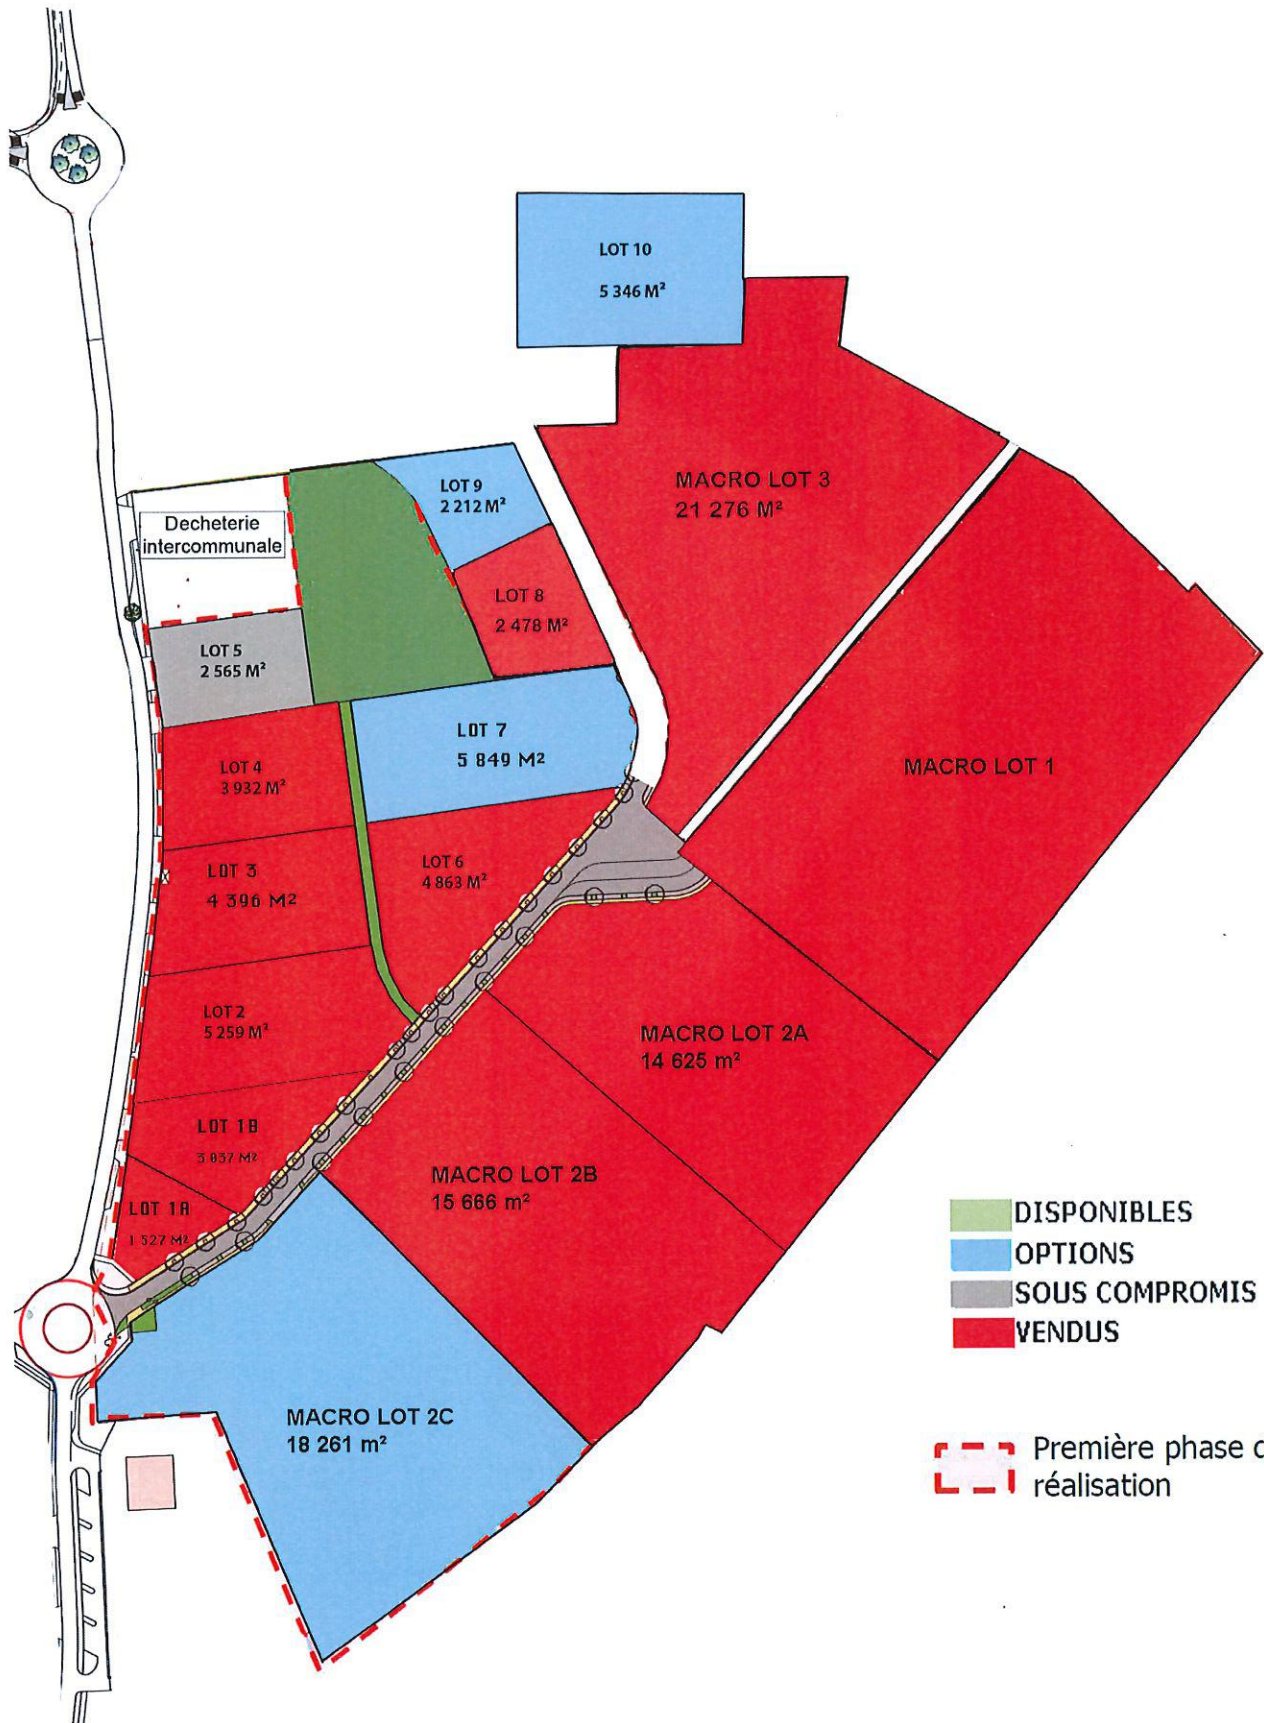 LOT 10
5 346 M²
MACRO LOT 3
21 276 M²
LOT 9
2 212 M²
Decheterie
intercommunale
LOT 8
2 478 M²
LOT 5
2 565 M²
LOT 7
5 849 M²
LOT 4
3 932 M²
MACRO LOT 1
LOT 6
4 863 M²
LOT 3
4 396 M²
LOT 2
5 259 M²
MACRO LOT 2A
14 625 m²
LOT 1B
3 037 M²
MACRO LOT 2B
15 666 m²
LOT 1A
1 527 M²
DISPONIBLES
OPTIONS
SOUS COMPROMIS
VENDUS
MACRO LOT 2C
18 261 m²
Première phase d
réalisation